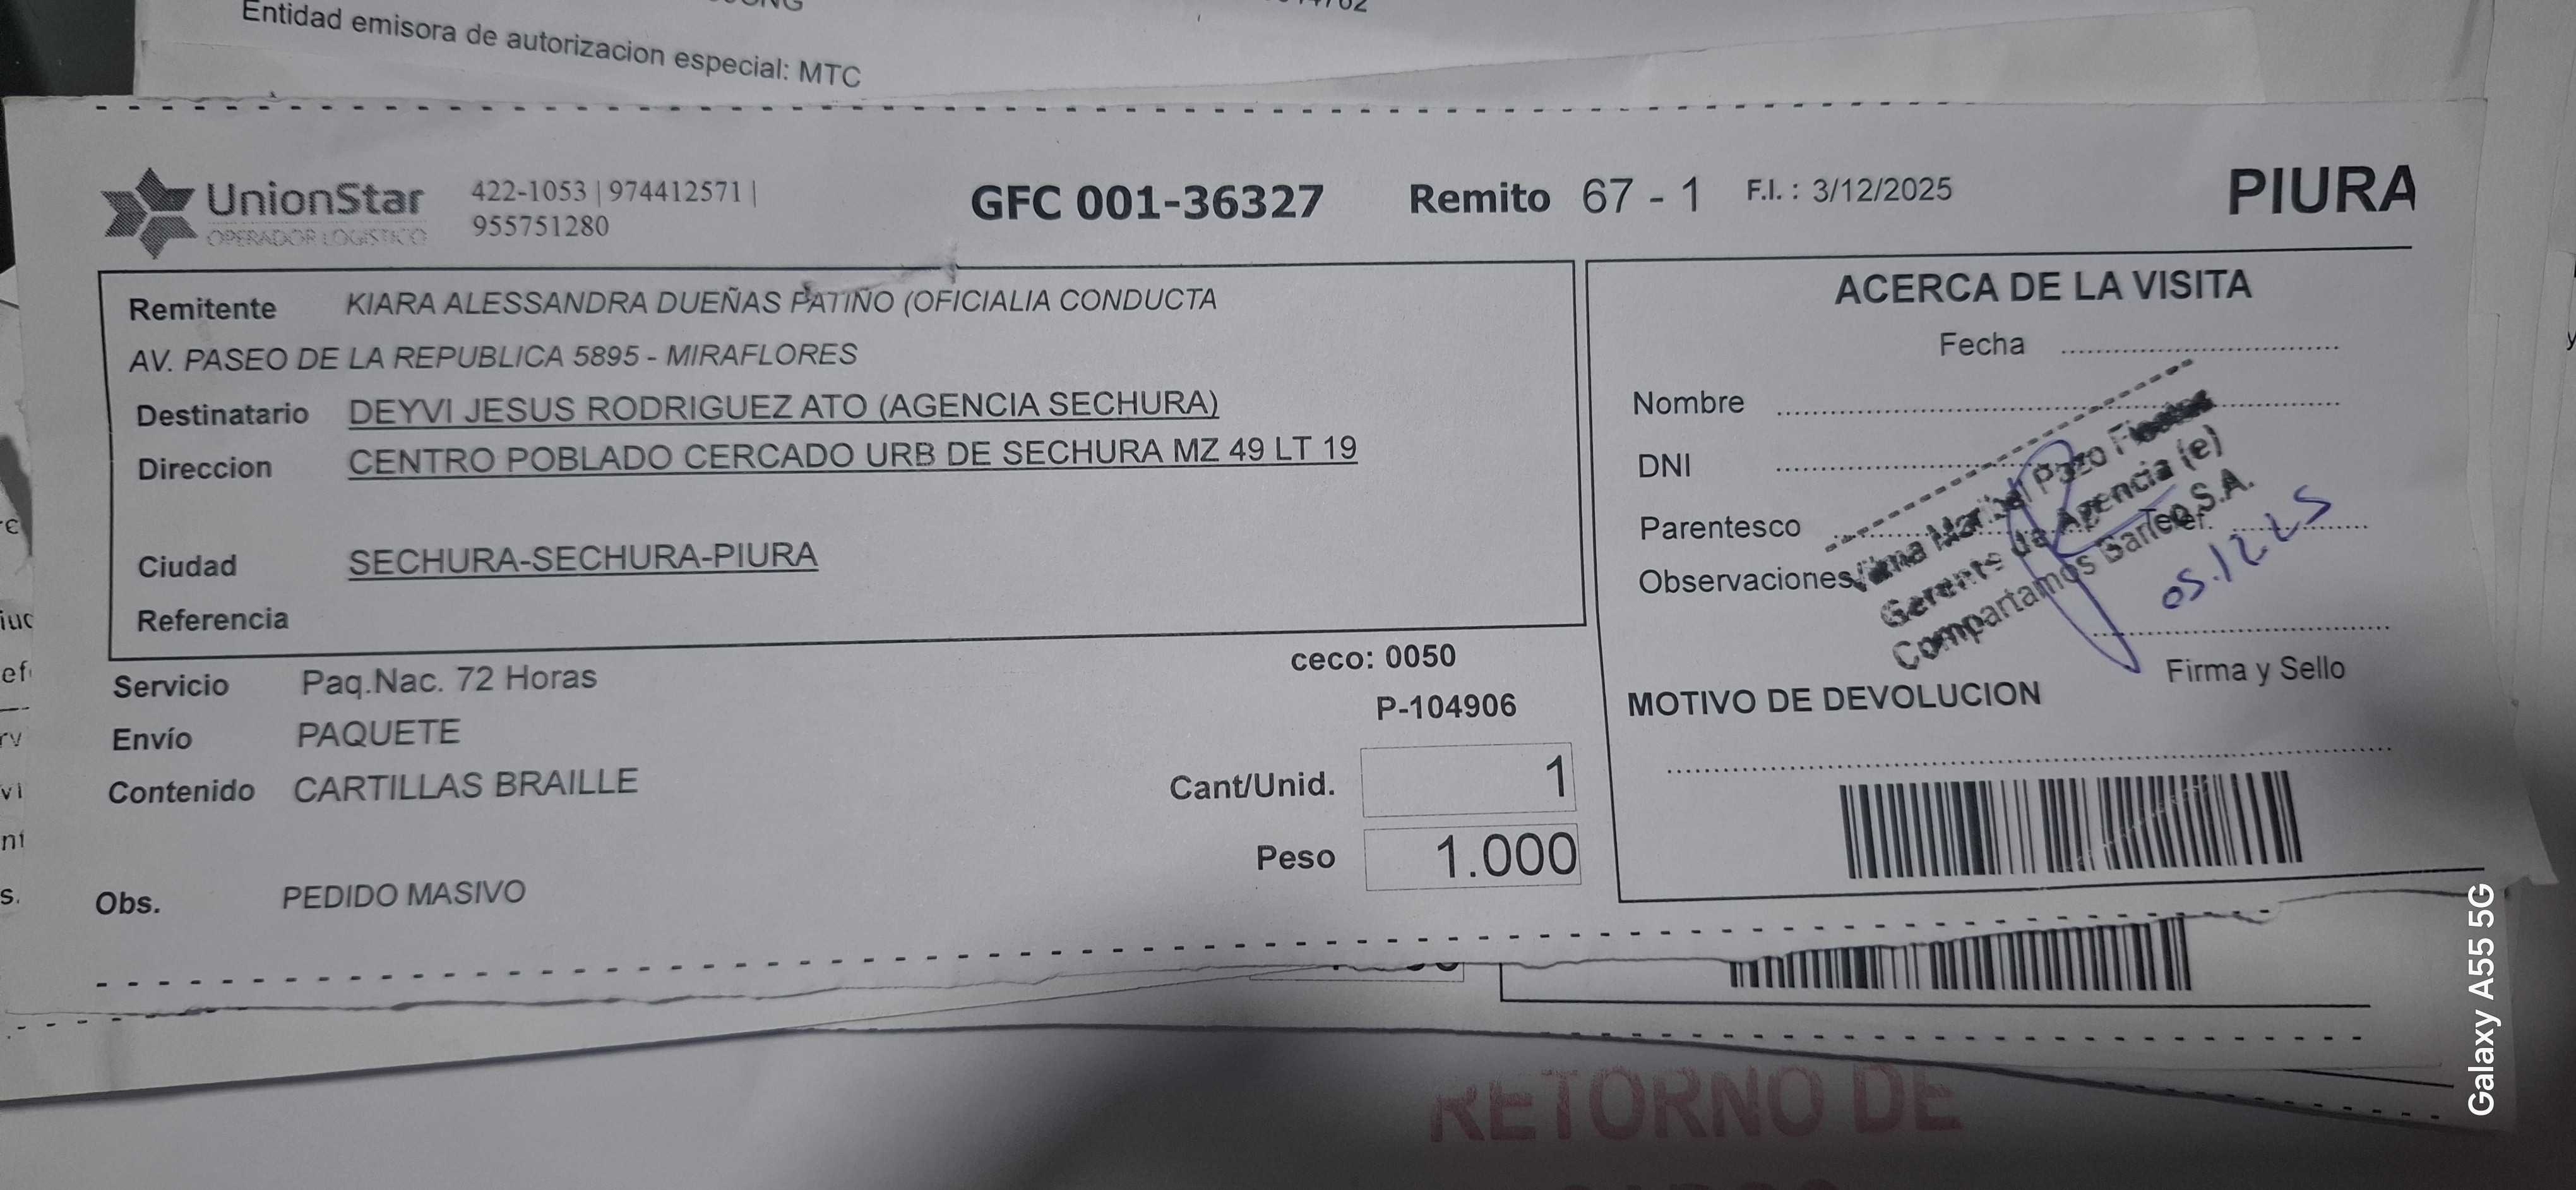 Entidad emisora de autorizacion especial: MTC
UnionStar
OPERADOR LOGISTICO
422-1053 | 974412571 |
955751280
GFC 001-36327
Remito 67 - 1
F.I. : 3/12/2025
PIURA
Remitente KIARA ALESSANDRA DUEÑAS PATIÑO (OFICIALIA CONDUCTA
AV. PASEO DE LA REPUBLICA 5895 - MIRAFLORES
Destinatario DEYVI JESUS RODRIGUEZ ATO (AGENCIA SECHURA)
Direccion CENTRO POBLADO CERCADO URB DE SECHURA MZ 49 LT 19
Ciudad SECHURA-SECHURA-PIURA
Referencia
Servicio Paq.Nac. 72 Horas
Envío PAQUETE
Contenido CARTILLAS BRAILLE
Obs. PEDIDO MASIVO
ceco: 0050
P-104906
Cant/Unid. 1
Peso 1.000
ACERCA DE LA VISITA
Fecha
Nombre
DNI
Parentesco
Telef.
Observaciones
Pazo
Gerente de Agencia (e)
Compartamos Banco S.A.
05.12.25
Firma y Sello
MOTIVO DE DEVOLUCION
RETORNO DE
Galaxy A55 5G